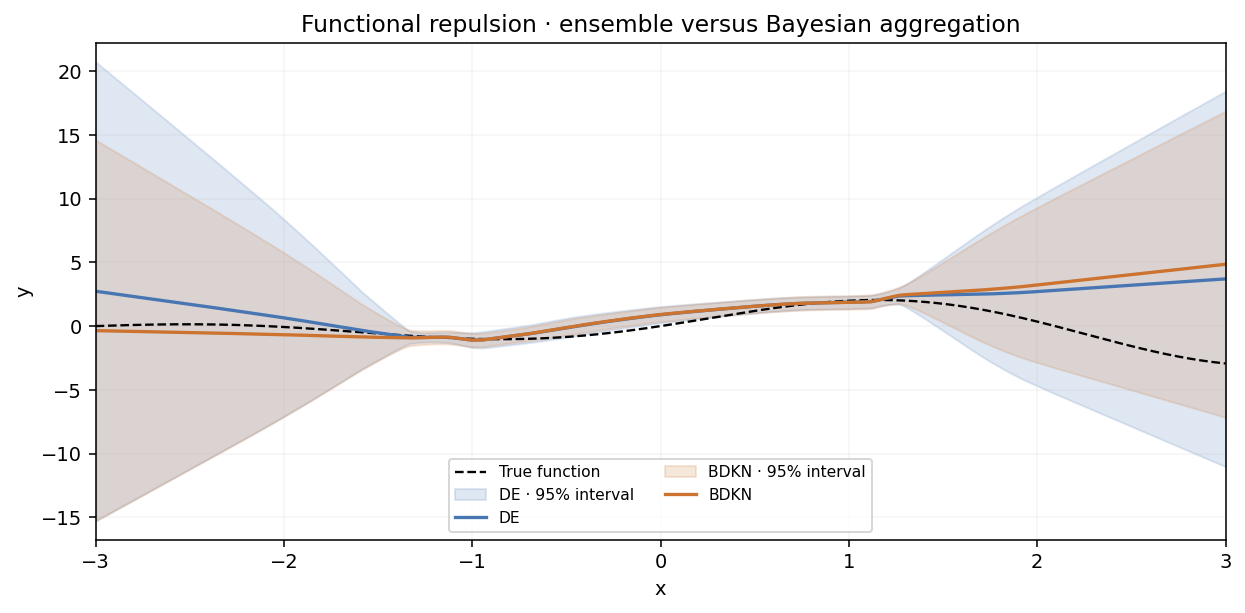 Functional repulsion · ensemble versus Bayesian aggregation
20
15
10
5
0
−5
−10
−15
y
−3
−2
−1
0
1
2
3
x
True function
DE · 95% interval
DE
BDKN · 95% interval
BDKN